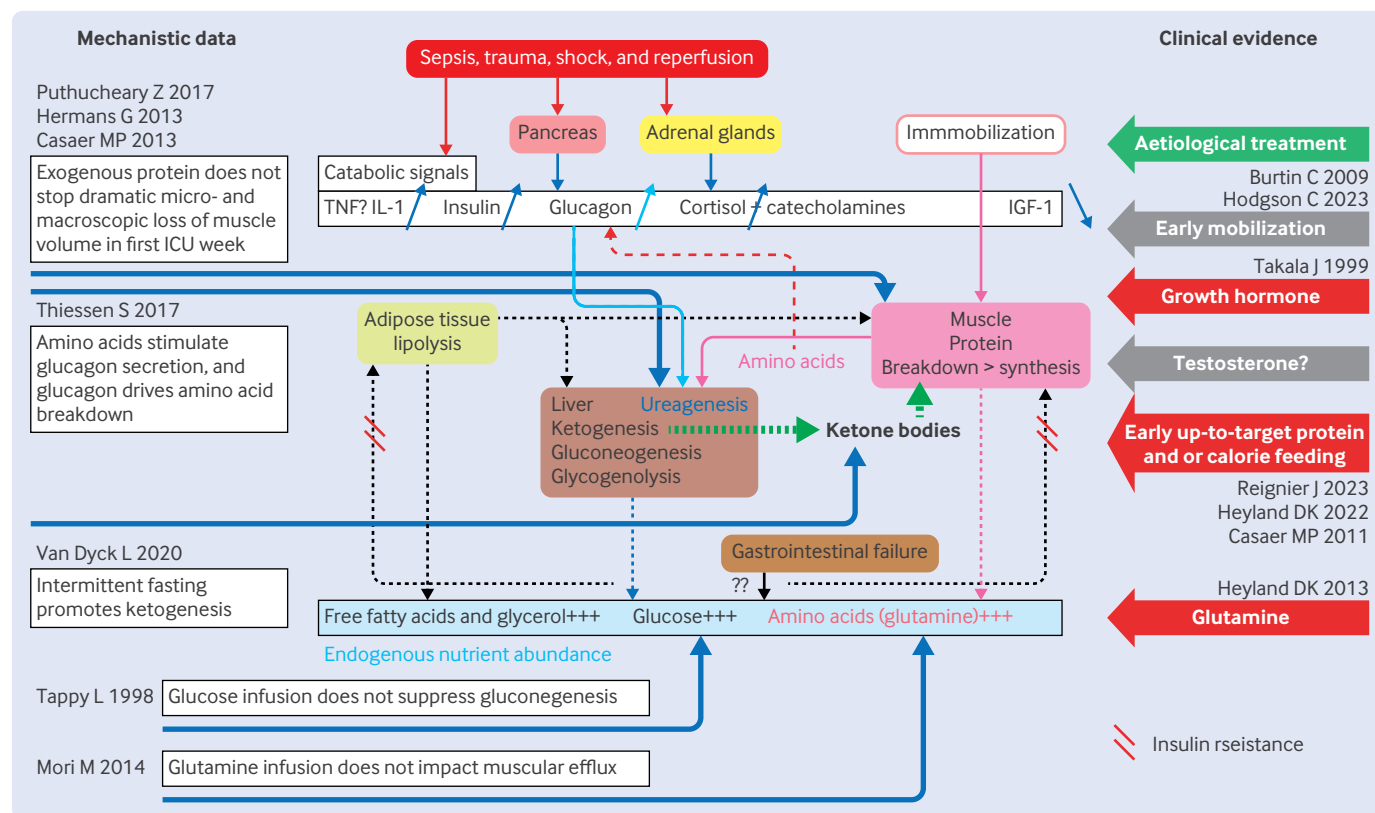 Mechanistic data
Clinical evidence
Sepsis, trauma, shock, and reperfusion
Puthucheary Z 2017
Hermans G 2013
Casaer MP 2013
Pancreas
Adrenal glands
Immmobilization
Aetiological treatment
Exogenous protein does not
stop dramatic micro- and
macroscopic loss of muscle
volume in first ICU week
Catabolic signals
TNF? IL-1 Insulin Glucagon Cortisol + catecholamines IGF-1
Burtin C 2009
Hodgson C 2023
Early mobilization
Takala J 1999
Growth hormone
Thiessen S 2017
Amino acids stimulate
glucagon secretion, and
glucagon drives amino acid
breakdown
Adipose tissue
lipolysis
Amino acids
Muscle
Protein
Breakdown > synthesis
Testosterone?
Liver Ureagenesis
Ketogenesis
Gluconeogenesis
Glycogenolysis
Ketone bodies
Early up-to-target protein
and or calorie feeding
Reignier J 2023
Heyland DK 2022
Casaer MP 2011
Van Dyck L 2020
Intermittent fasting
promotes ketogenesis
Gastrointestinal failure
??
Heyland DK 2013
Glutamine
Free fatty acids and glycerol+++ Glucose+++ Amino acids (glutamine)+++
Endogenous nutrient abundance
Tappy L 1998
Glucose infusion does not suppress gluconegenesis
Insulin rseistance
Mori M 2014
Glutamine infusion does not impact muscular efflux